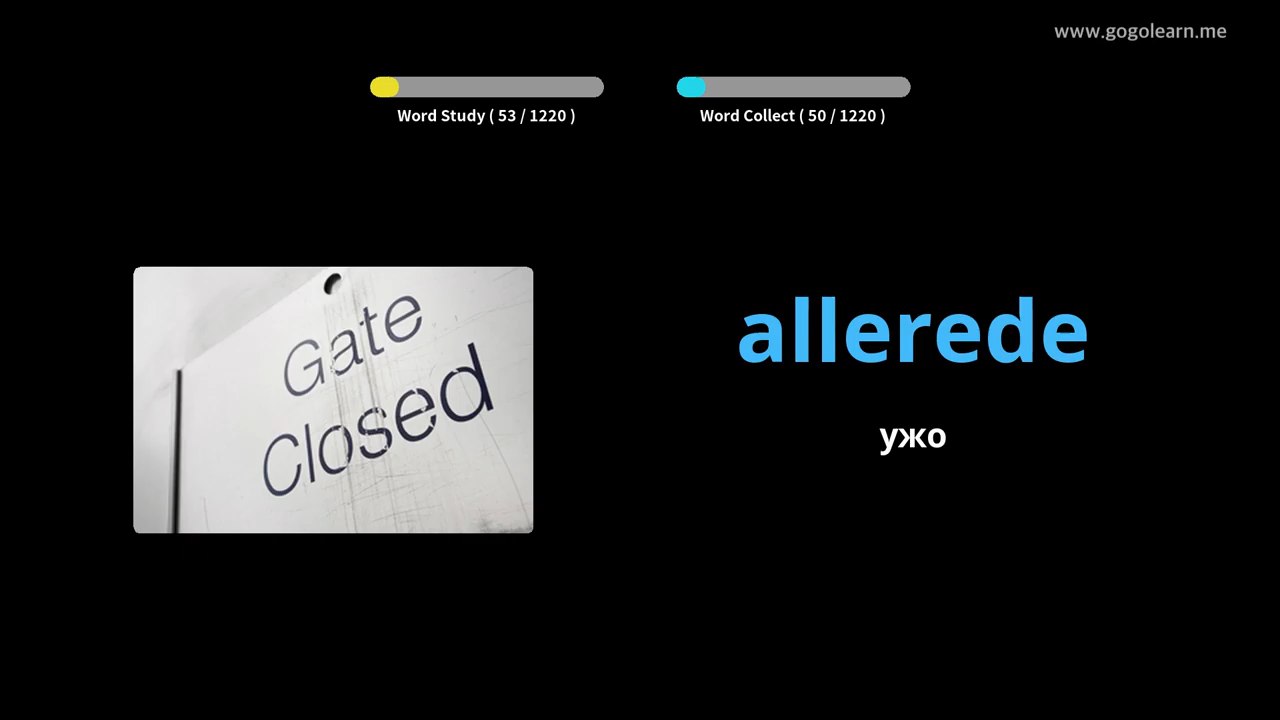 www.gogolearn.me
Word Study ( 53 / 1220 )
Word Collect ( 50 / 1220 )
Gate
Closed
allerede
ужо